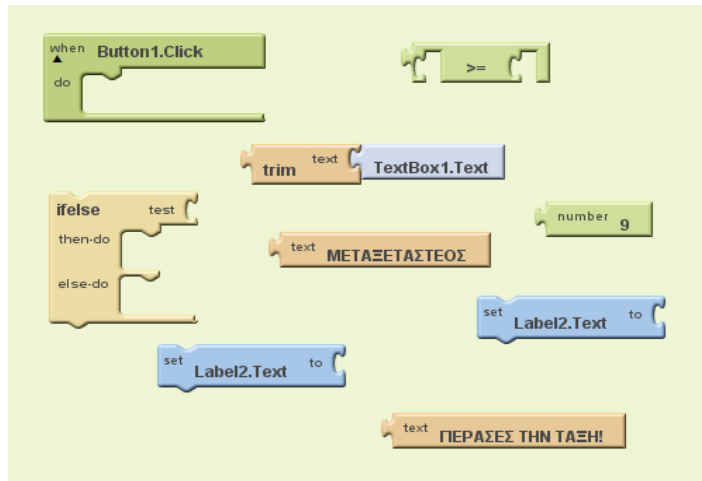 when Button1.Click
do
>=
trim text TextBox1.Text
ifelse test
then-do
else-do
number 9
text ΜΕΤΑΞΕΤΑΣΤΕΟΣ
set Label2.Text to
set Label2.Text to
text ΠΕΡΑΣΕΣ ΤΗΝ ΤΑΞΗ!